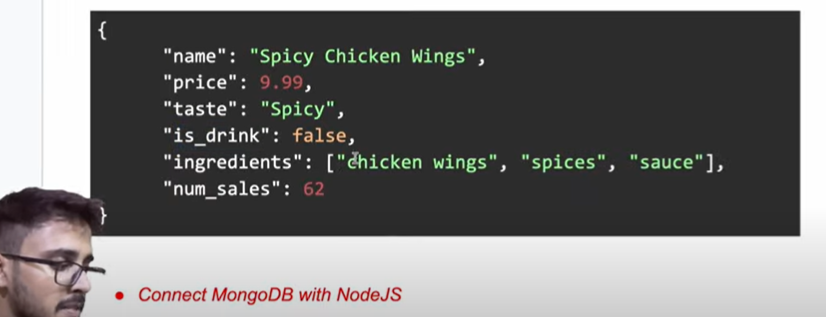 {
"name": "Spicy Chicken Wings",
"price": 9.99,
"taste": "Spicy",
"is_drink": false,
"ingredients": ["chicken wings", "spices", "sauce"],
"num_sales": 62
}
● Connect MongoDB with NodeJS